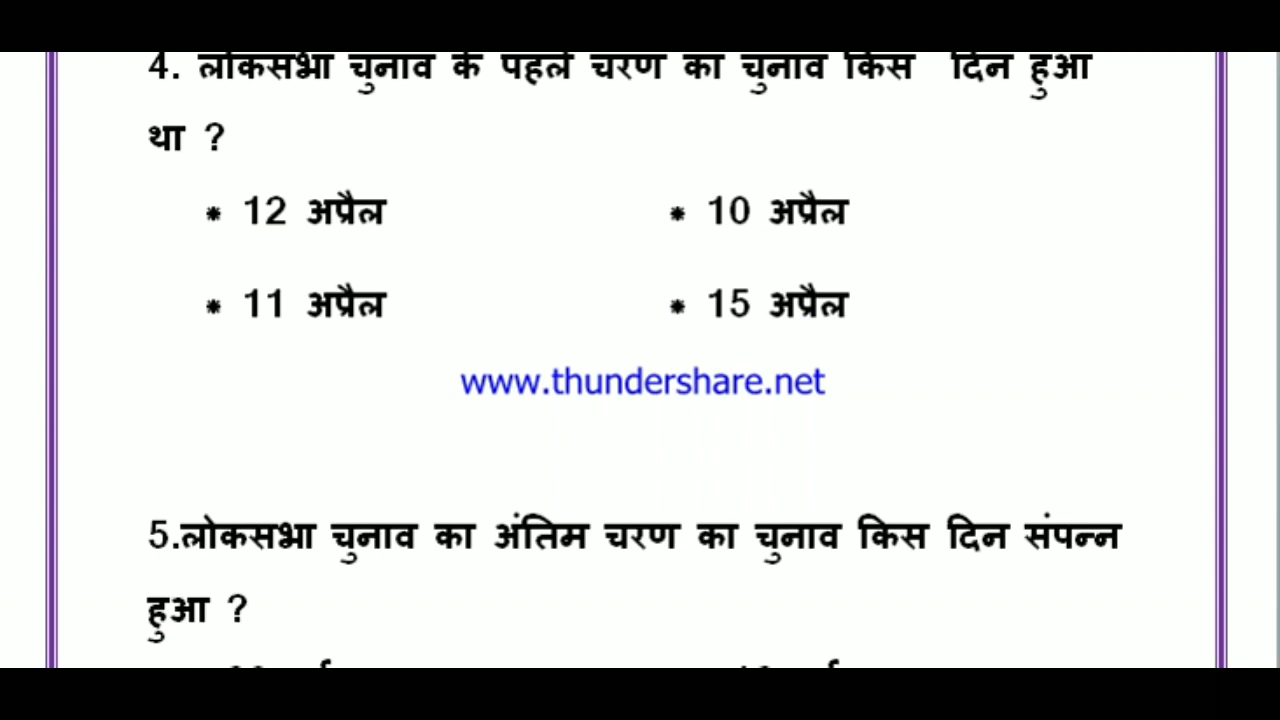 4. लोकसभा चुनाव के पहले चरण का चुनाव किस दिन हुआ
था ?
* 12 अप्रैल * 10 अप्रैल
* 11 अप्रैल * 15 अप्रैल
www.thundershare.net
5.लोकसभा चुनाव का अंतिम चरण का चुनाव किस दिन संपन्न
हुआ ?